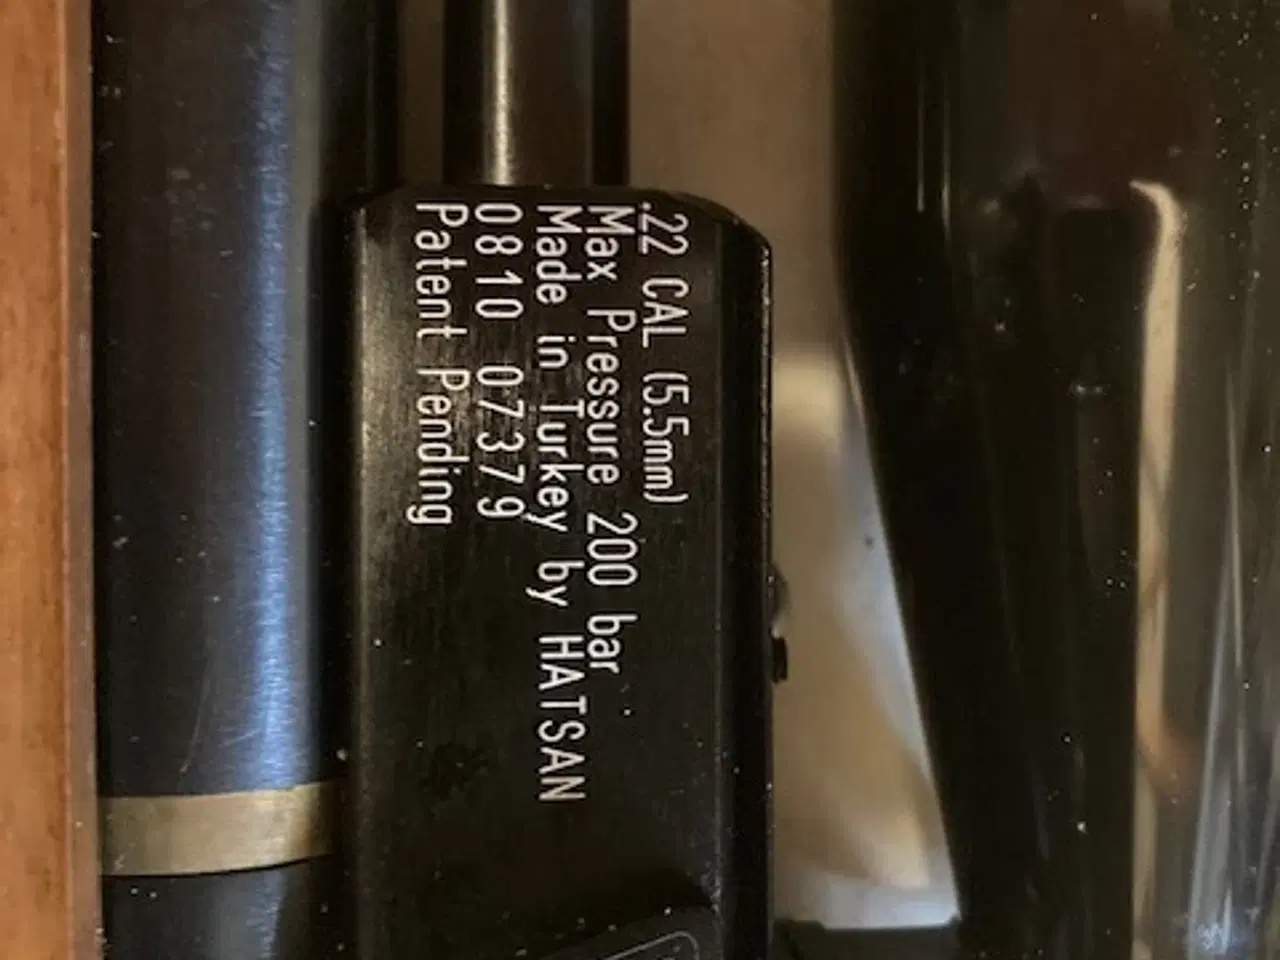 .22 CAL (5.5mm)
Max Pressure 200 bar
Made in Turkey by HATSAN
0810 07379
Patent Pending